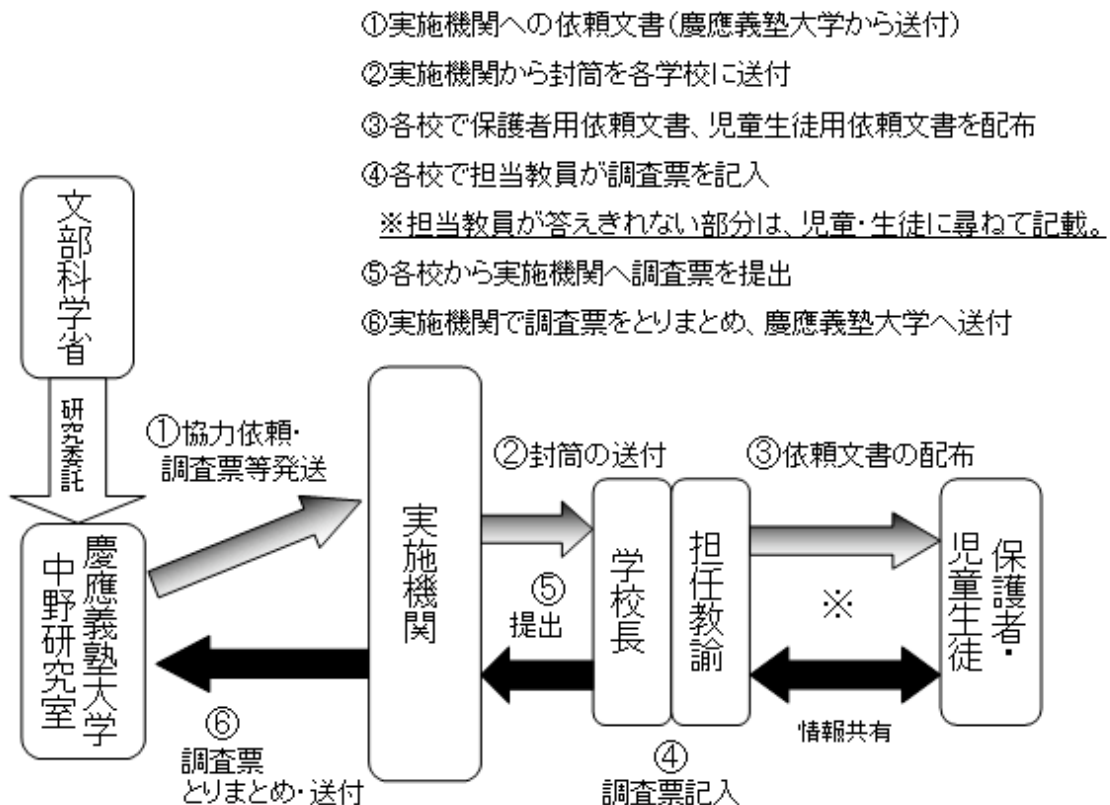 ①実施機関への依頼文書(慶應義塾大学から送付)
②実施機関から封筒を各学校に送付
③各校で保護者用依頼文書、児童生徒用依頼文書を配布
④各校で担当教員が調査票を記入
※担当教員が答えきれない部分は、児童・生徒に尋ねて記載。
⑤各校から実施機関へ調査票を提出
⑥実施機関で調査票をとりまとめ、慶應義塾大学へ送付
文部科学省
研究委託
慶應義塾大学
中野研究室
①協力依頼・
調査票等発送
実施機関
②封筒の送付
⑤
提出
学校長
担任教諭
③依頼文書の配布
※
保護者・
児童生徒
情報共有
④
調査票記入
⑥
調査票
とりまとめ・送付